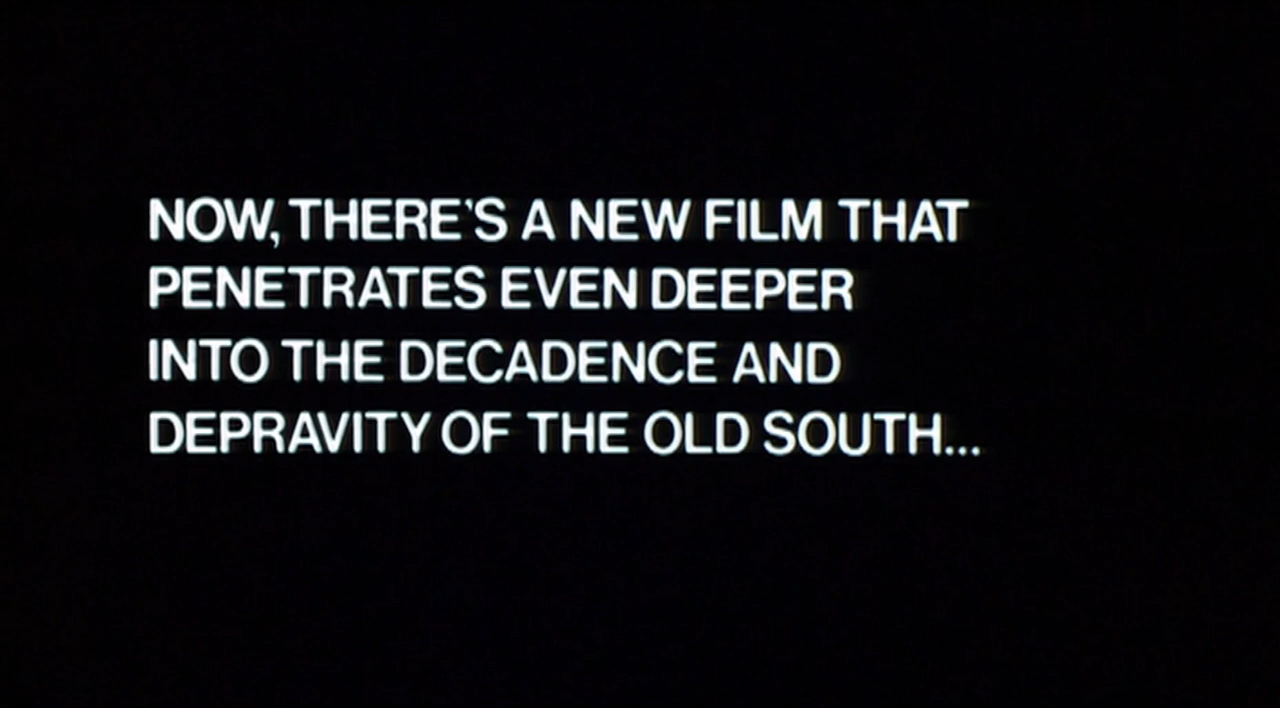 NOW, THERE'S A NEW FILM THAT
PENETRATES EVEN DEEPER
INTO THE DECADENCE AND
DEPRAVITY OF THE OLD SOUTH...